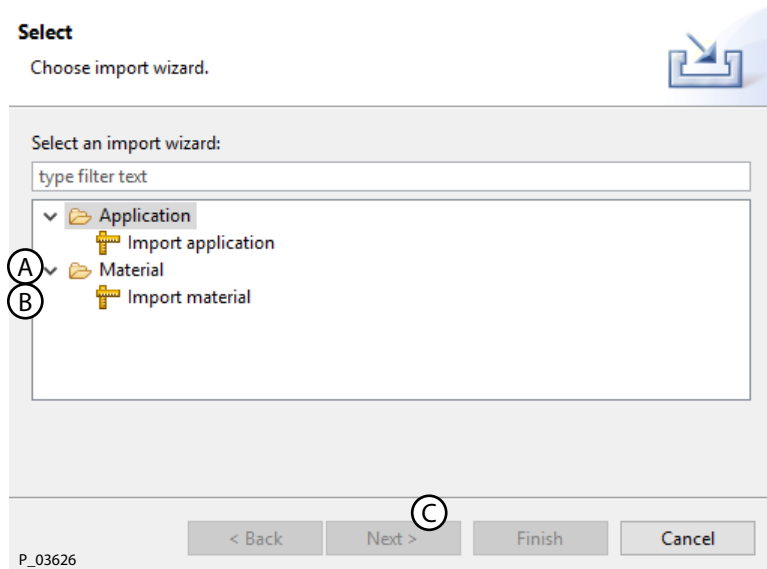 Select
Choose import wizard.
Select an import wizard:
type filter text
Application
Import application
A Material
B Import material
C
< Back Next > Finish Cancel
P_03626